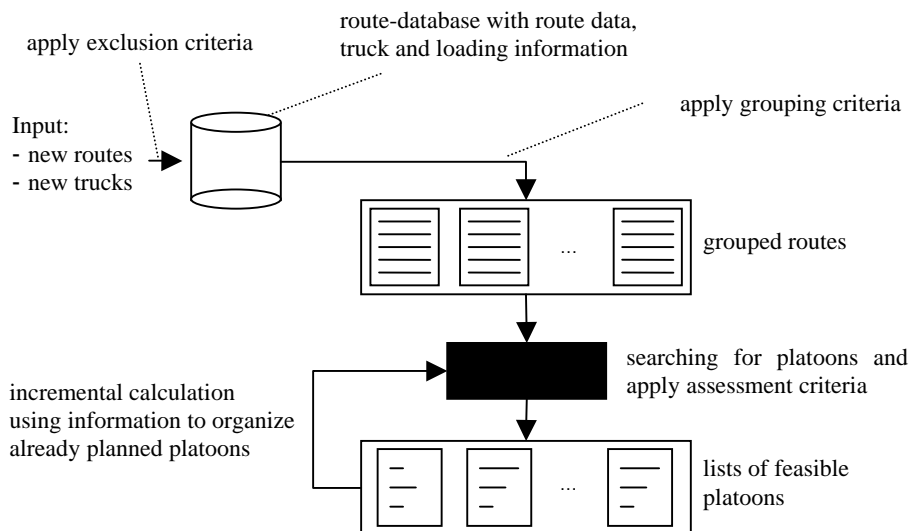 route-database with route data,
truck and loading information
apply exclusion criteria
apply grouping criteria
Input:
- new routes
- new trucks
...
grouped routes
searching for platoons and
apply assessment criteria
incremental calculation
using information to organize
already planned platoons
...
lists of feasible
platoons